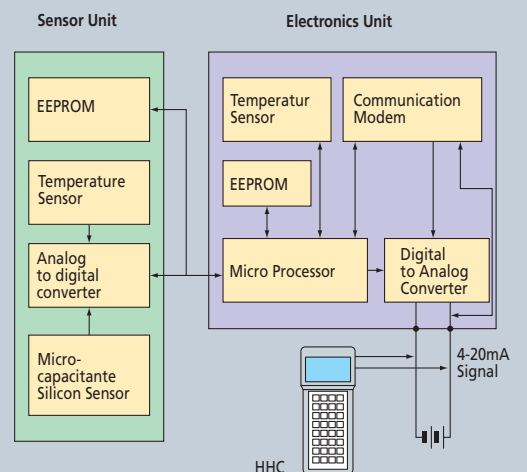 Sensor Unit
Electronics Unit
EEPROM
Temperature
Sensor
Analog
to digital
converter
Micro-
capacitante
Silicon Sensor
Temperatur
Sensor
Communication
Modem
EEPROM
Micro Processor
Digital
to Analog
Converter
4-20mA
Signal
HHC